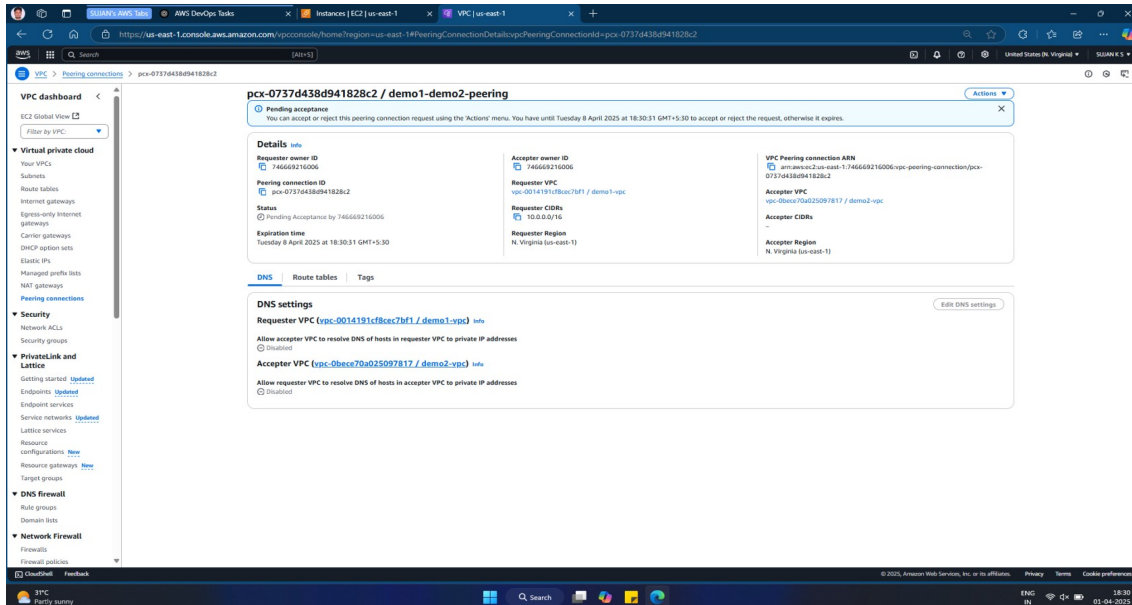 SUJAN's AWS Tabs
AWS DevOps Tasks
Instances | EC2 | us-east-1
VPC | us-east-1
https://us-east-1.console.aws.amazon.com/vpcconsole/home?region=us-east-1#PeeringConnectionDetails:vpcPeeringConnectionId=pcx-0737d438d941828c2
aws
Search
[Alt+S]
United States (N. Virginia)
SUJAN K S
VPC > Peering connections > pcx-0737d438d941828c2
VPC dashboard
EC2 Global View
Filter by VPC:
Virtual private cloud
Your VPCs
Subnets
Route tables
Internet gateways
Egress-only Internet
gateways
Carrier gateways
DHCP option sets
Elastic IPs
Managed prefix lists
NAT gateways
Peering connections
Security
Network ACLs
Security groups
PrivateLink and
Lattice
Getting started Updated
Endpoints Updated
Endpoint services
Service networks Updated
Lattice services
Resource
configurations New
Resource gateways New
Target groups
DNS firewall
Rule groups
Domain lists
Network Firewall
Firewalls
Firewall policies
pcx-0737d438d941828c2 / demo1-demo2-peering
Actions
Pending acceptance
You can accept or reject this peering connection request using the 'Actions' menu. You have until Tuesday 8 April 2025 at 18:30:31 GMT+5:30 to accept or reject the request, otherwise it expires.
Details Info
Requester owner ID
746669216006
Peering connection ID
pcx-0737d438d941828c2
Status
Pending Acceptance by 746669216006
Expiration time
Tuesday 8 April 2025 at 18:30:31 GMT+5:30
Accepter owner ID
746669216006
Requester VPC
vpc-0014191cf8cec7bf1 / demo1-vpc
Requester CIDRs
10.0.0.0/16
Requester Region
N. Virginia (us-east-1)
VPC Peering connection ARN
arn:aws:ec2:us-east-1:746669216006:vpc-peering-connection/pcx-
0737d438d941828c2
Accepter VPC
vpc-0bece70a025097817 / demo2-vpc
Accepter CIDRs
–
Accepter Region
N. Virginia (us-east-1)
DNS
Route tables
Tags
DNS settings
Edit DNS settings
Requester VPC (vpc-0014191cf8cec7bf1 / demo1-vpc) Info
Allow accepter VPC to resolve DNS of hosts in requester VPC to private IP addresses
Disabled
Accepter VPC (vpc-0bece70a025097817 / demo2-vpc) Info
Allow requester VPC to resolve DNS of hosts in accepter VPC to private IP addresses
Disabled
CloudShell Feedback
© 2025, Amazon Web Services, Inc. or its affiliates. Privacy Terms Cookie preferences
31°C
Partly sunny
Search
ENG
IN
18:30
01-04-2025